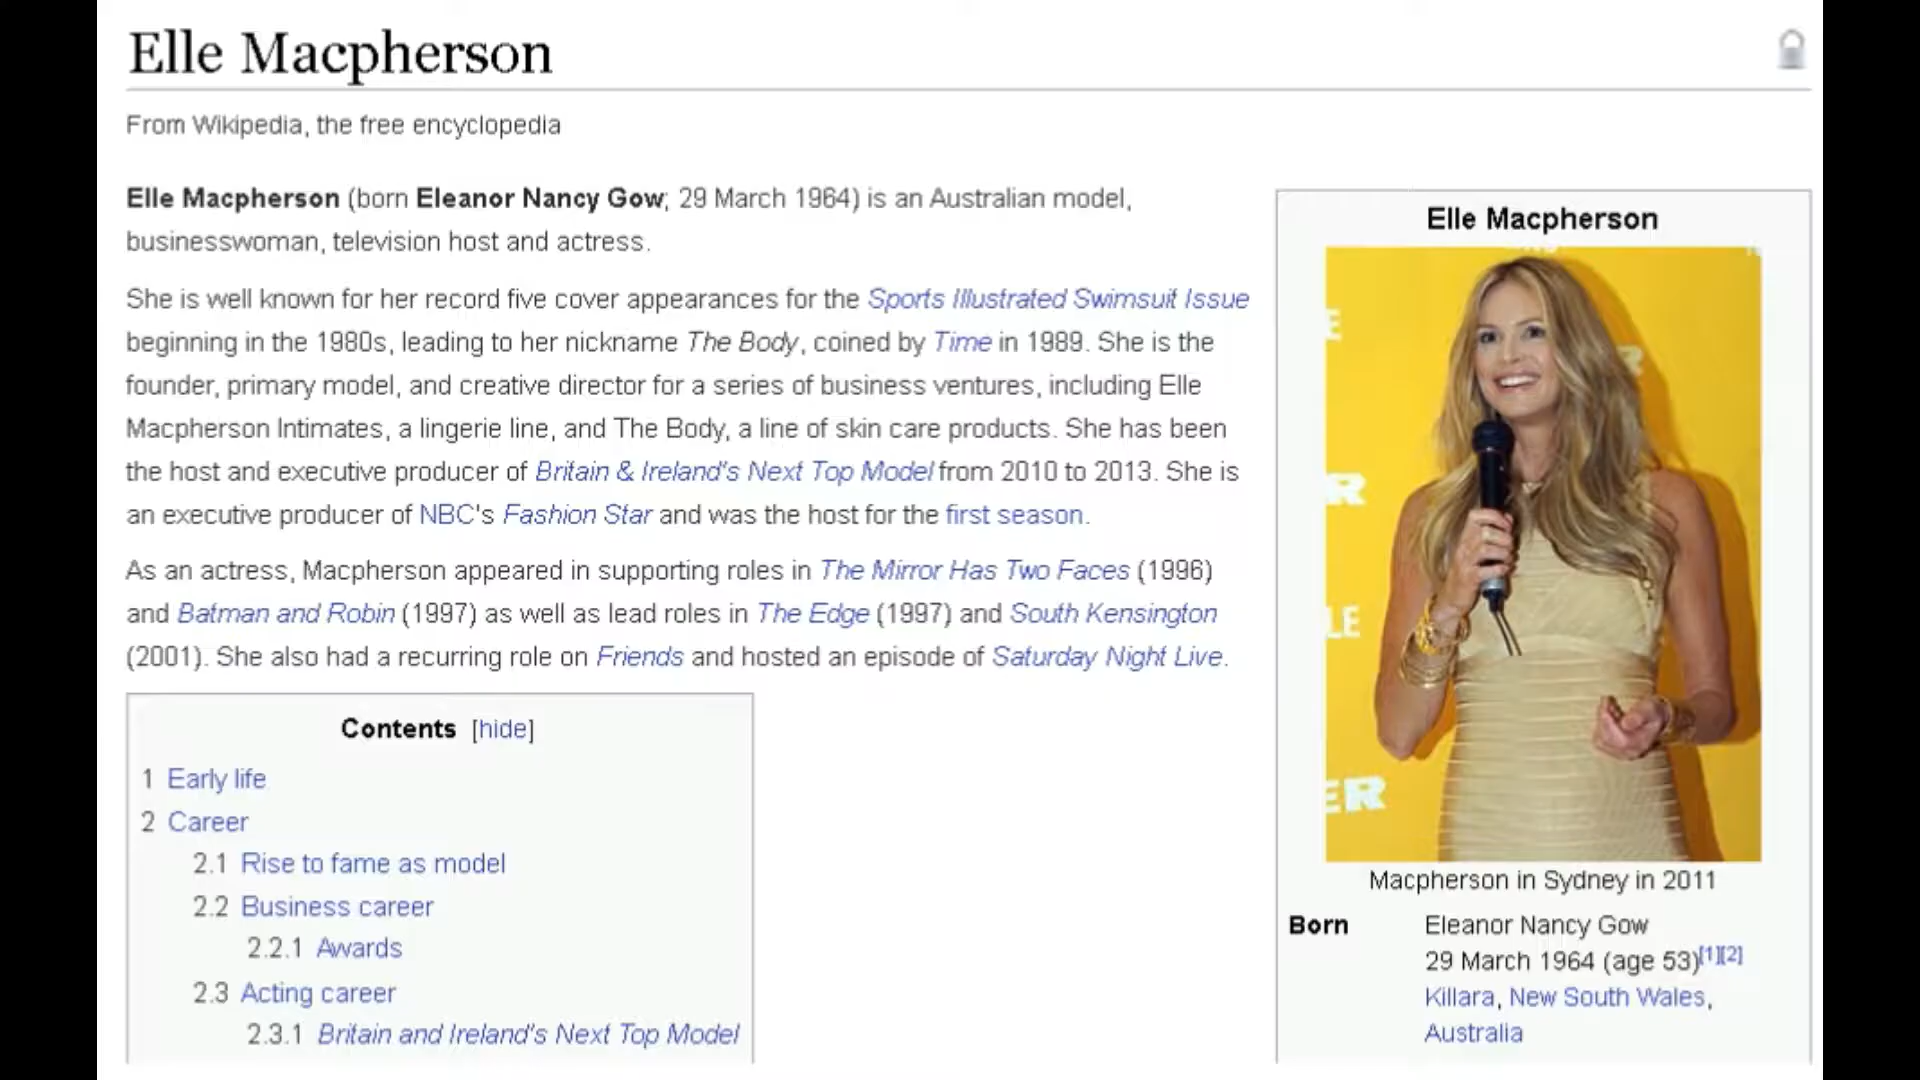 Elle Macpherson
From Wikipedia, the free encyclopedia
Elle Macpherson (born Eleanor Nancy Gow; 29 March 1964) is an Australian model,
businesswoman, television host and actress.
She is well known for her record five cover appearances for the Sports Illustrated Swimsuit Issue
beginning in the 1980s, leading to her nickname The Body, coined by Time in 1989. She is the
founder, primary model, and creative director for a series of business ventures, including Elle
Macpherson Intimates, a lingerie line, and The Body, a line of skin care products. She has been
the host and executive producer of Britain & Ireland's Next Top Model from 2010 to 2013. She is
an executive producer of NBC's Fashion Star and was the host for the first season.
As an actress, Macpherson appeared in supporting roles in The Mirror Has Two Faces (1996)
and Batman and Robin (1997) as well as lead roles in The Edge (1997) and South Kensington
(2001). She also had a recurring role on Friends and hosted an episode of Saturday Night Live.
Contents [hide]
1 Early life
2 Career
2.1 Rise to fame as model
2.2 Business career
2.2.1 Awards
2.3 Acting career
2.3.1 Britain and Ireland's Next Top Model
Elle Macpherson
E
R
R
LE
ER
Macpherson in Sydney in 2011
Born Eleanor Nancy Gow
29 March 1964 (age 53)[1][2]
Killara, New South Wales,
Australia